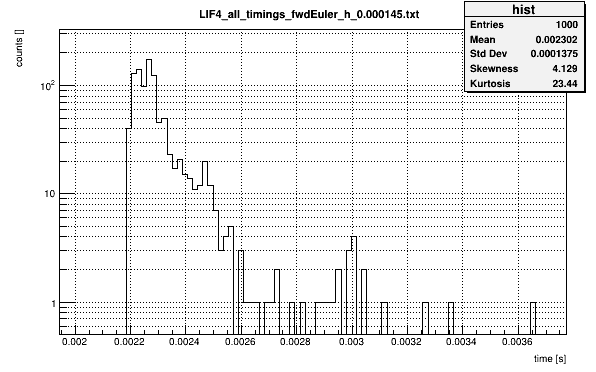 LIF4_all_timings_fwdEuler_h_0.000145.txt
hist
Entries 1000
Mean 0.002302
Std Dev 0.0001375
Skewness 4.129
Kurtosis 23.44
counts []
10²
10
1
0.002 0.0022 0.0024 0.0026 0.0028 0.003 0.0032 0.0034 0.0036
time [s]